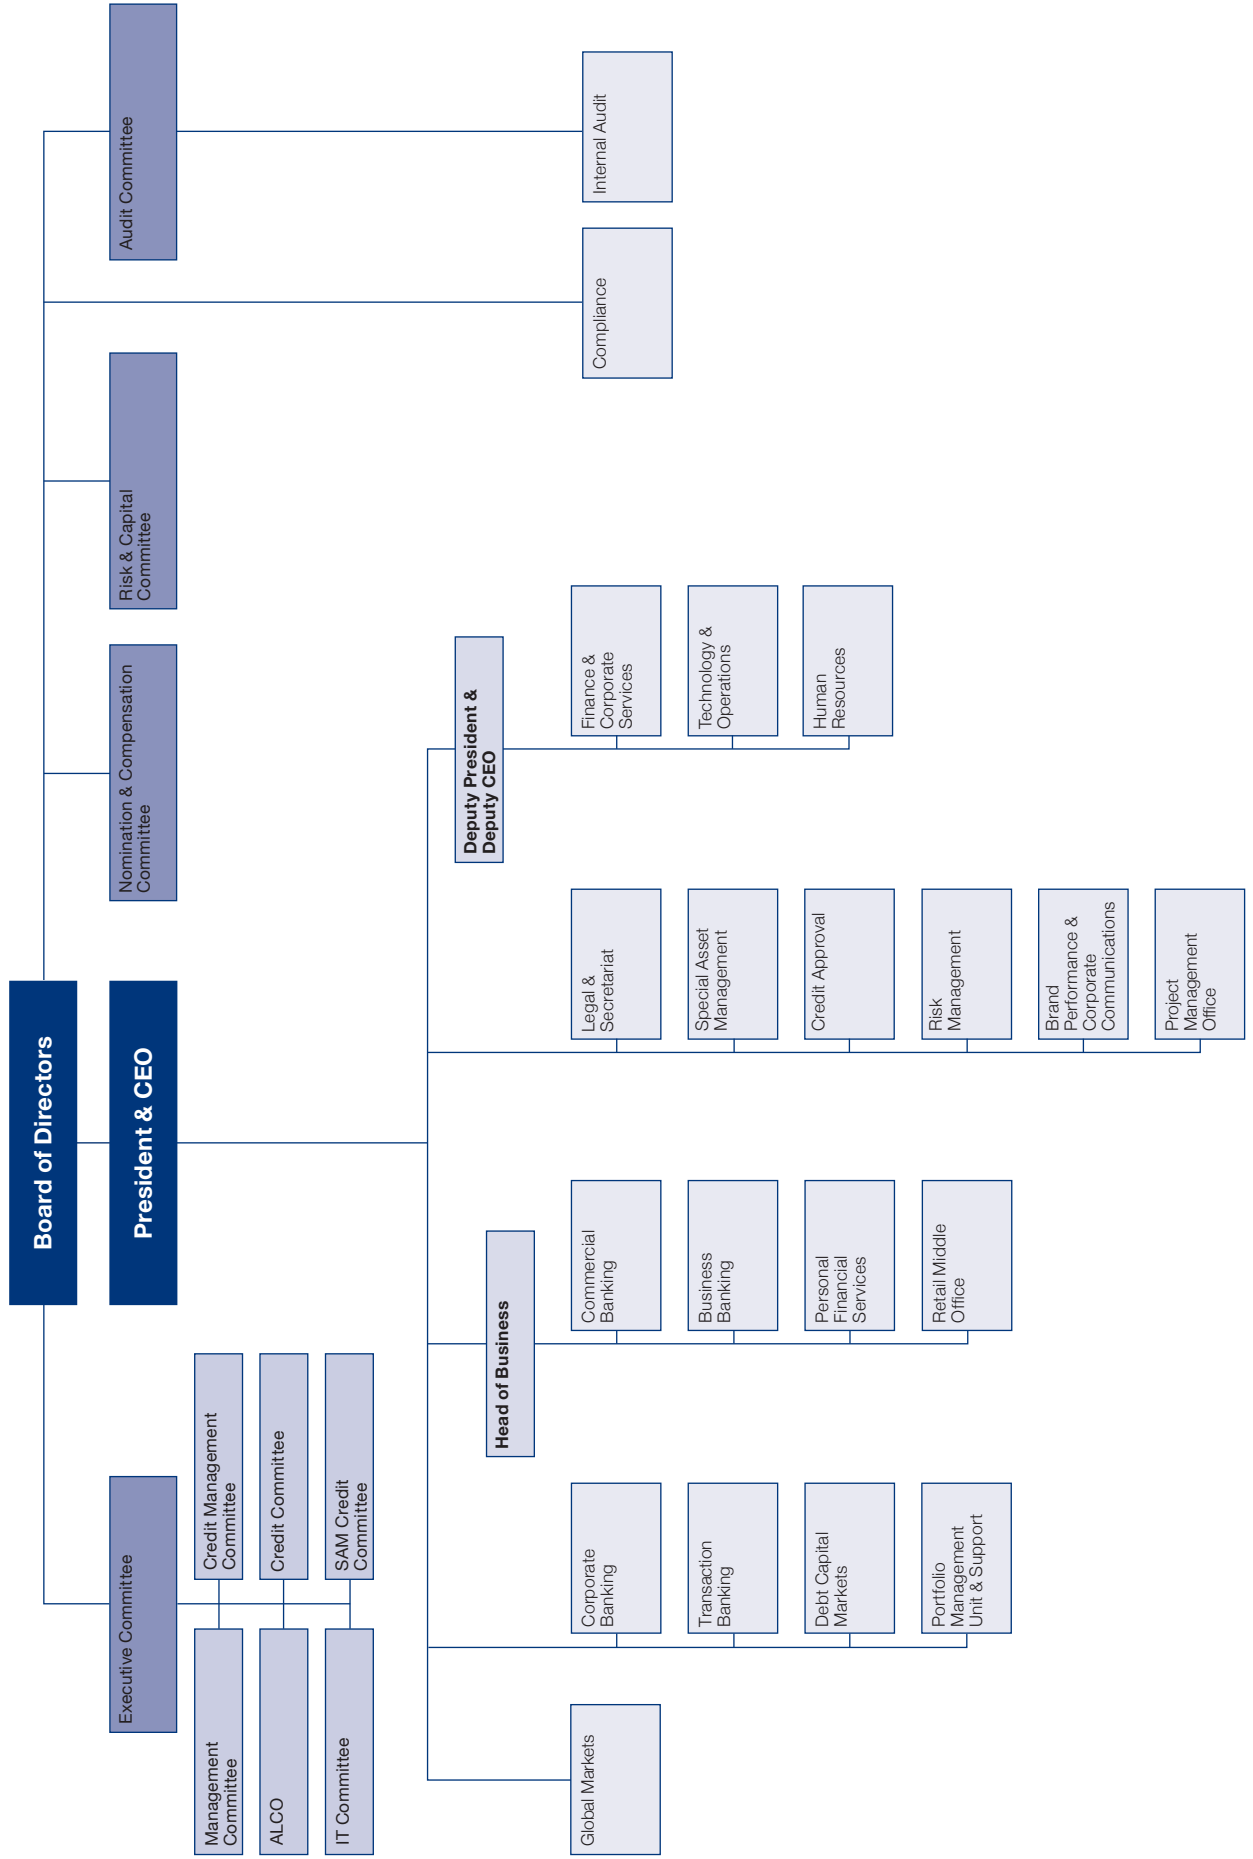 Board of Directors
President & CEO
Executive Committee
Nomination & Compensation
Committee
Risk & Capital
Committee
Audit Committee
Management
Committee
Credit Management
Committee
ALCO
Credit Committee
IT Committee
SAM Credit
Committee
Head of Business
Deputy President &
Deputy CEO
Global Markets
Corporate
Banking
Transaction
Banking
Debt Capital
Markets
Portfolio
Management
Unit & Support
Commercial
Banking
Business
Banking
Personal
Financial
Services
Retail Middle
Office
Legal &
Secretariat
Special Asset
Management
Credit Approval
Risk
Management
Brand
Performance &
Corporate
Communications
Project
Management
Office
Finance &
Corporate
Services
Technology &
Operations
Human
Resources
Compliance
Internal Audit